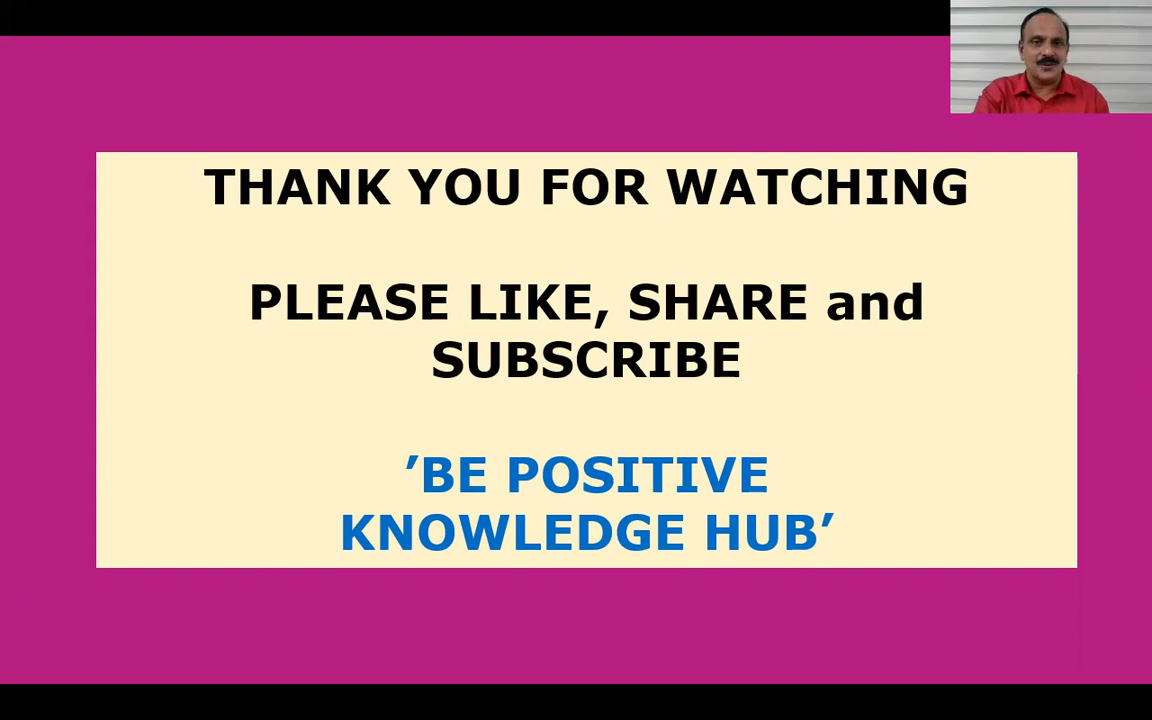 THANK YOU FOR WATCHING
PLEASE LIKE, SHARE and
SUBSCRIBE
’BE POSITIVE
KNOWLEDGE HUB’